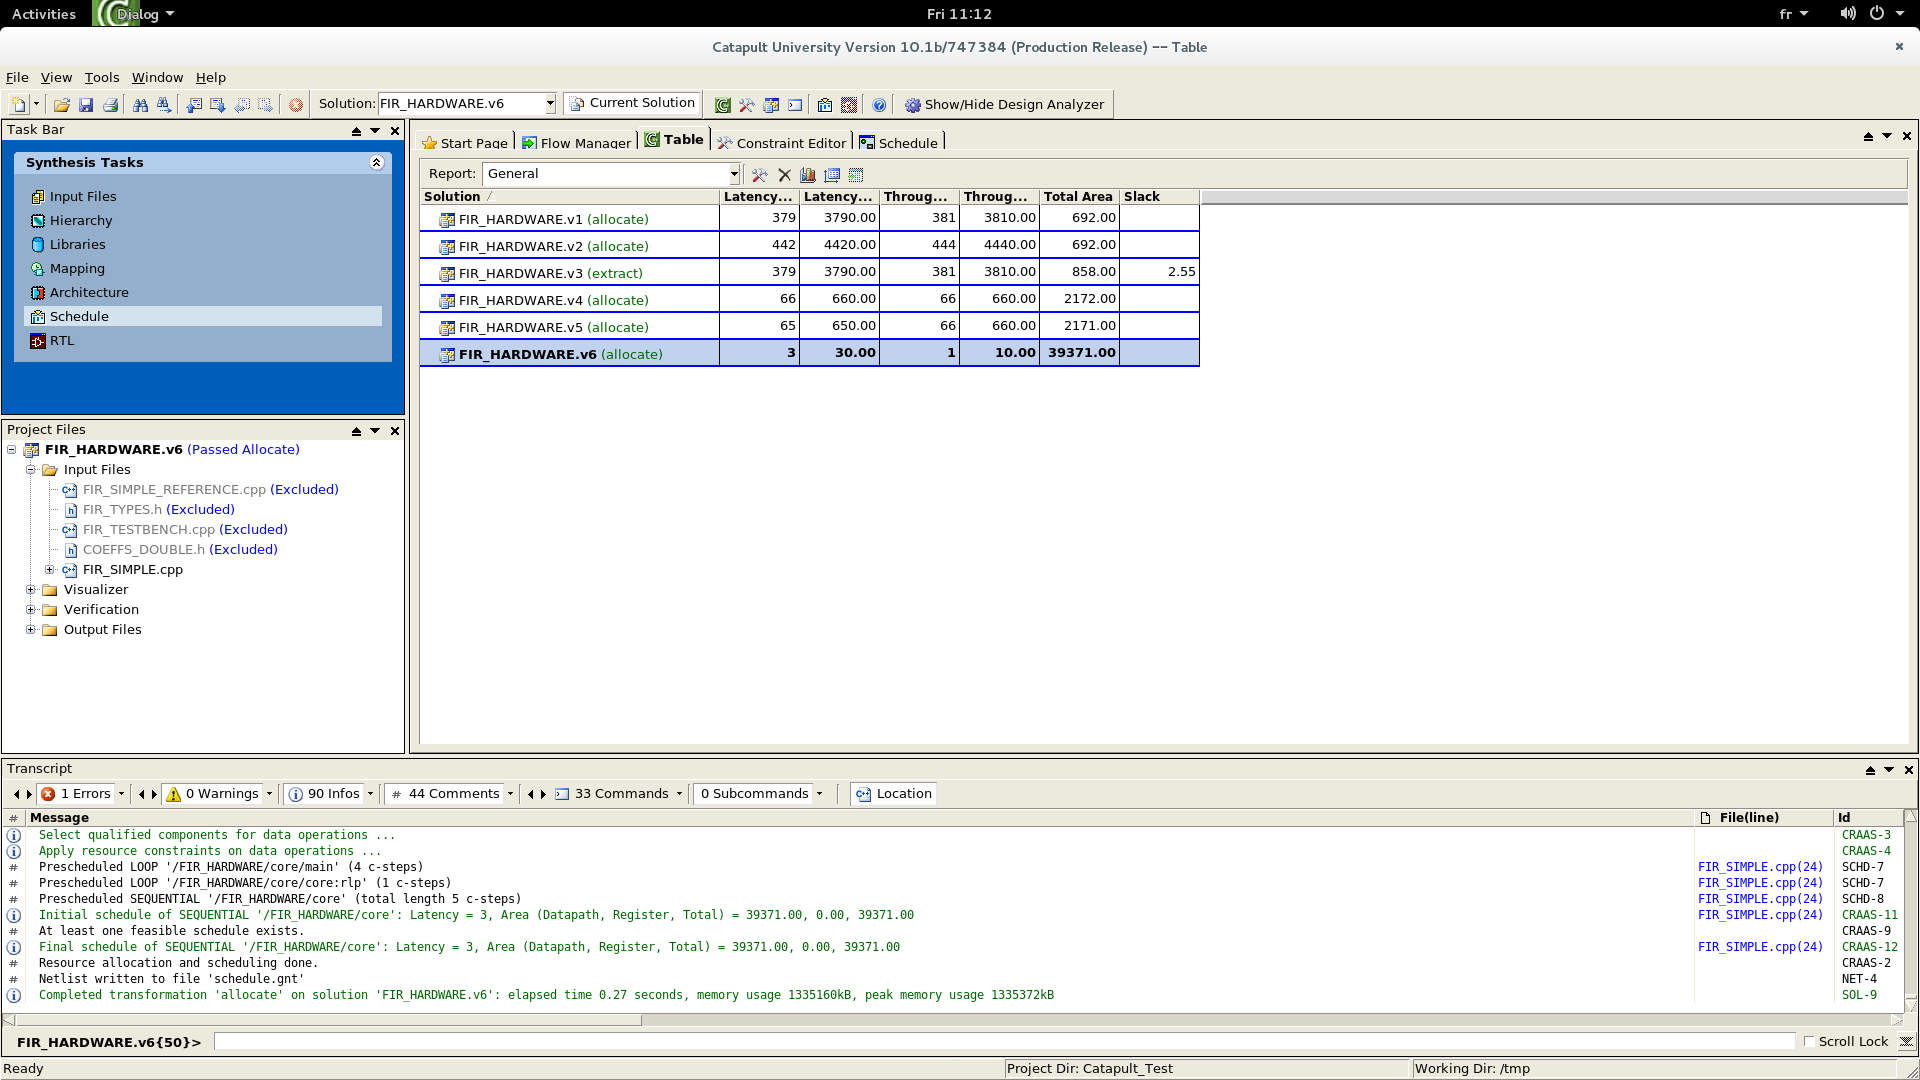 Activities Dialog Fri 11:12 fr
Catapult University Version 10.1b/747384 (Production Release) -- Table
File View Tools Window Help
Solution: FIR_HARDWARE.v6 Current Solution Show/Hide Design Analyzer
Task Bar
Synthesis Tasks
Input Files
Hierarchy
Libraries
Mapping
Architecture
Schedule
RTL
Project Files
FIR_HARDWARE.v6 (Passed Allocate)
Input Files
FIR_SIMPLE_REFERENCE.cpp (Excluded)
FIR_TYPES.h (Excluded)
FIR_TESTBENCH.cpp (Excluded)
COEFFS_DOUBLE.h (Excluded)
FIR_SIMPLE.cpp
Visualizer
Verification
Output Files
Start Page Flow Manager Table Constraint Editor Schedule
Report: General
Solution Latency... Latency... Throug... Throug... Total Area Slack
FIR_HARDWARE.v1 (allocate) 379 3790.00 381 3810.00 692.00
FIR_HARDWARE.v2 (allocate) 442 4420.00 444 4440.00 692.00
FIR_HARDWARE.v3 (extract) 379 3790.00 381 3810.00 858.00 2.55
FIR_HARDWARE.v4 (allocate) 66 660.00 66 660.00 2172.00
FIR_HARDWARE.v5 (allocate) 65 650.00 66 660.00 2171.00
FIR_HARDWARE.v6 (allocate) 3 30.00 1 10.00 39371.00
Transcript
1 Errors 0 Warnings 90 Infos # 44 Comments 33 Commands 0 Subcommands Location
# Message File(line) Id
Select qualified components for data operations ... CRAAS-3
Apply resource constraints on data operations ... CRAAS-4
# Prescheduled LOOP '/FIR_HARDWARE/core/main' (4 c-steps) FIR_SIMPLE.cpp(24) SCHD-7
# Prescheduled LOOP '/FIR_HARDWARE/core/core:rlp' (1 c-steps) FIR_SIMPLE.cpp(24) SCHD-7
# Prescheduled SEQUENTIAL '/FIR_HARDWARE/core' (total length 5 c-steps) FIR_SIMPLE.cpp(24) SCHD-8
Initial schedule of SEQUENTIAL '/FIR_HARDWARE/core': Latency = 3, Area (Datapath, Register, Total) = 39371.00, 0.00, 39371.00 FIR_SIMPLE.cpp(24) CRAAS-11
# At least one feasible schedule exists. CRAAS-9
Final schedule of SEQUENTIAL '/FIR_HARDWARE/core': Latency = 3, Area (Datapath, Register, Total) = 39371.00, 0.00, 39371.00 FIR_SIMPLE.cpp(24) CRAAS-12
# Resource allocation and scheduling done. CRAAS-2
# Netlist written to file 'schedule.gnt' NET-4
Completed transformation 'allocate' on solution 'FIR_HARDWARE.v6': elapsed time 0.27 seconds, memory usage 1335160kB, peak memory usage 1335372kB SOL-9
FIR_HARDWARE.v6{50}> Scroll Lock
Ready Project Dir: Catapult_Test Working Dir: /tmp